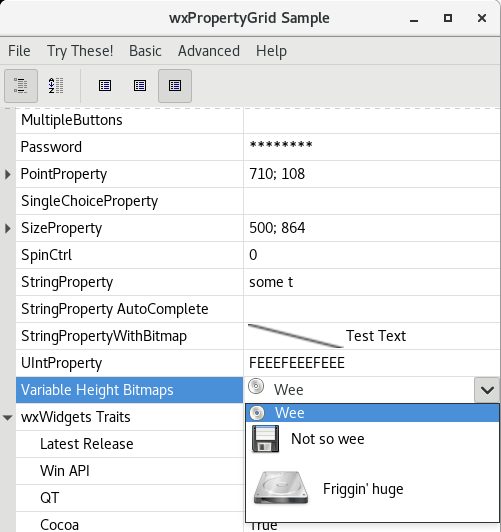 wxPropertyGrid Sample
File Try These! Basic Advanced Help
MultipleButtons
Password ********
PointProperty 710; 108
SingleChoiceProperty
SizeProperty 500; 864
SpinCtrl 0
StringProperty some t
StringProperty AutoComplete
StringPropertyWithBitmap Test Text
UIntProperty FEEEFEEEFEEE
Variable Height Bitmaps Wee
wxWidgets Traits Wee
Latest Release Not so wee
Win API
QT Friggin' huge
Cocoa True